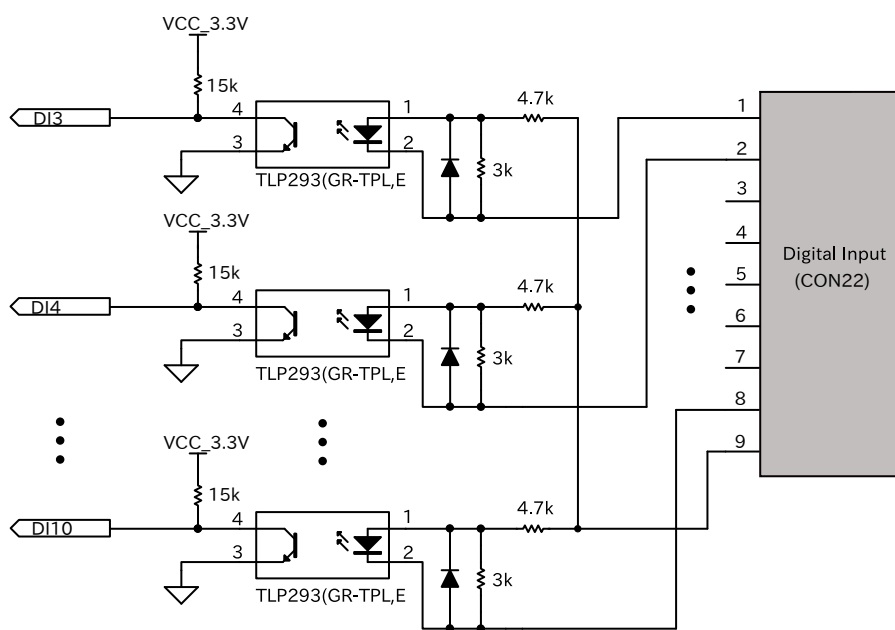 VCC_3.3V
15k
DI3
4
3
1
2
TLP293(GR-TPL,E
4.7k
3k
VCC_3.3V
15k
DI4
4
3
1
2
TLP293(GR-TPL,E
4.7k
3k
VCC_3.3V
15k
DI10
4
3
1
2
TLP293(GR-TPL,E
4.7k
3k
1
2
3
4
5
6
7
8
9
Digital Input
(CON22)